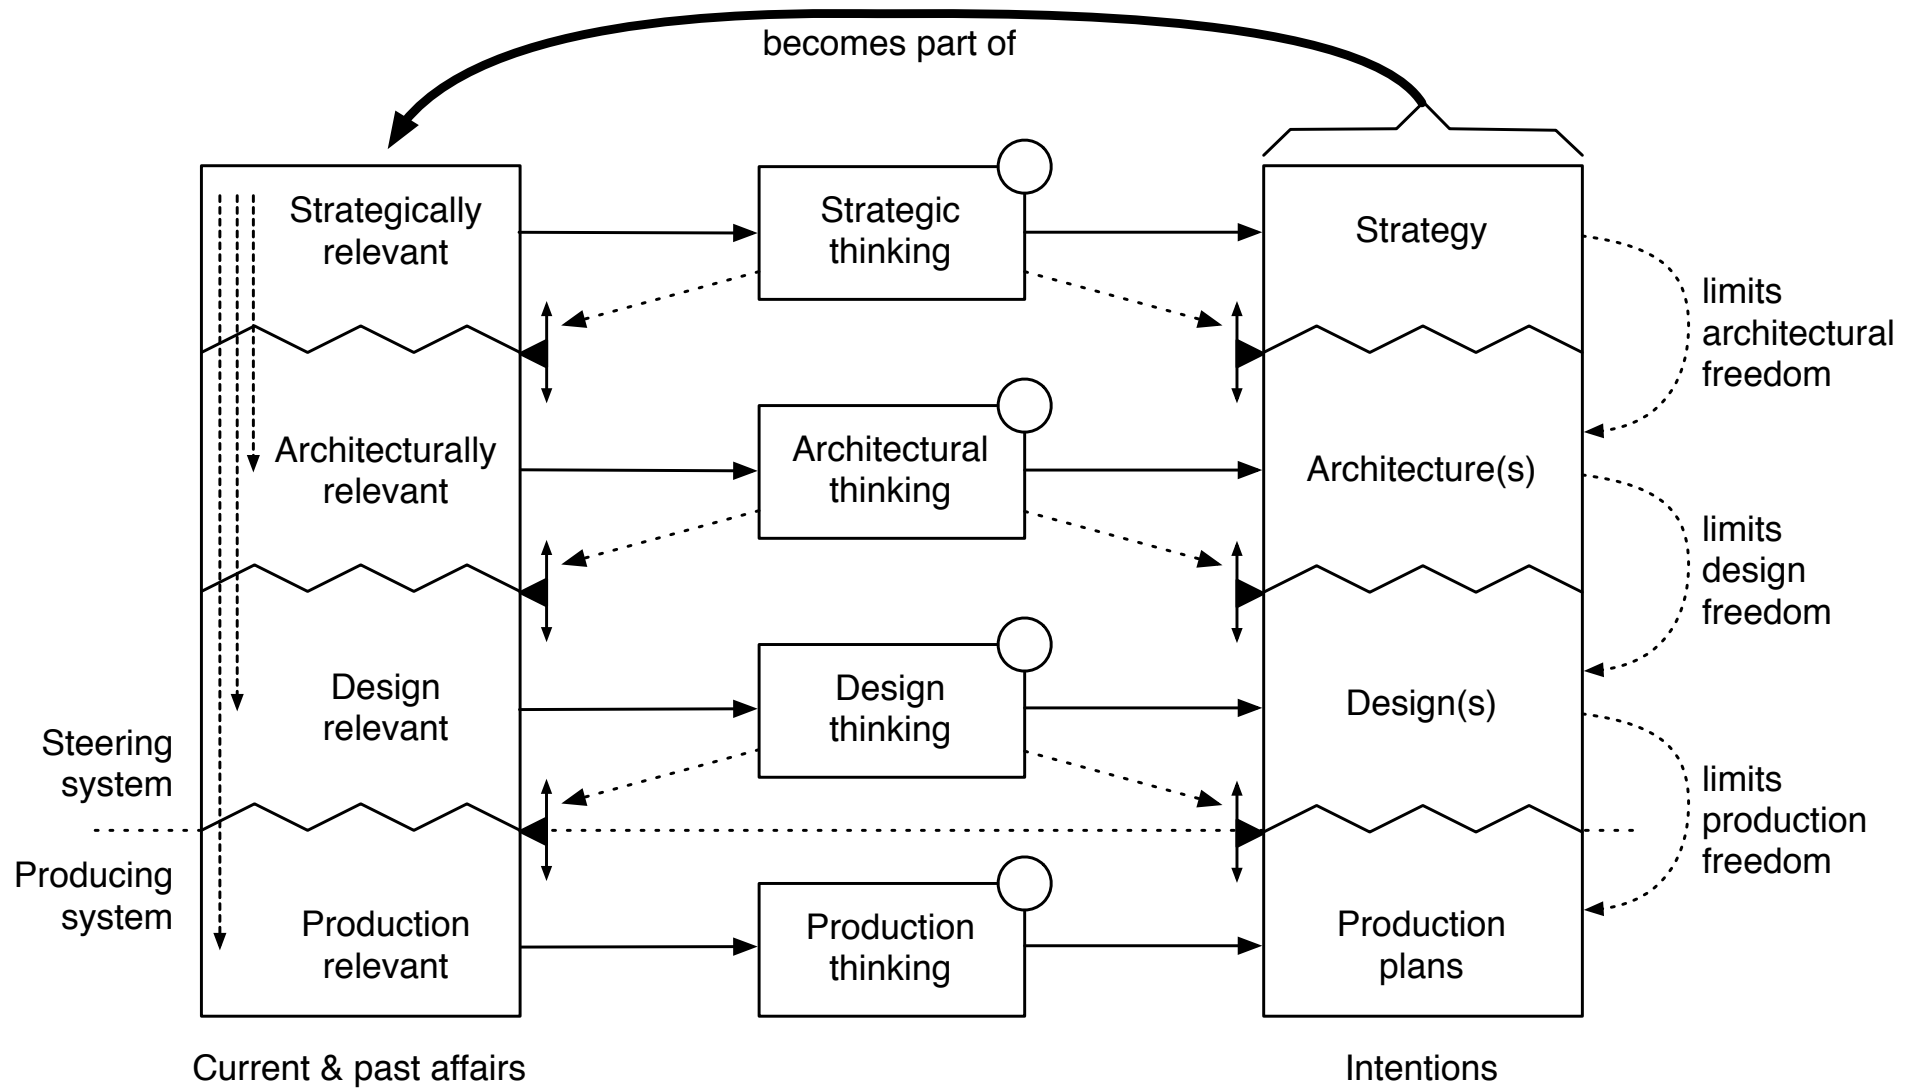 becomes part of
Strategically
relevant
Strategic
thinking
Strategy
limits
architectural
freedom
Architecturally
relevant
Architectural
thinking
Architecture(s)
limits
design
freedom
Design
relevant
Design
thinking
Design(s)
Steering
system
limits
production
freedom
Producing
system
Production
relevant
Production
thinking
Production
plans
Current & past affairs
Intentions